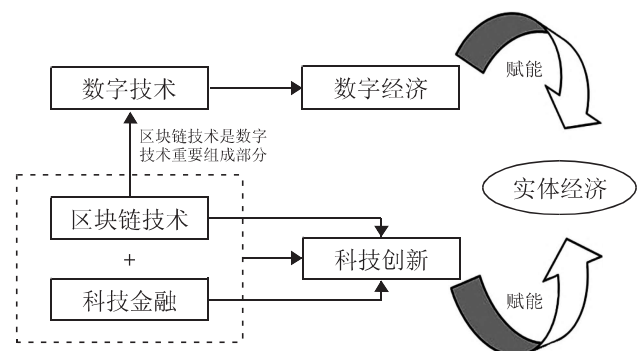 赋能
数字技术
数字经济
区块链技术是数字
技术重要组成部分
实体经济
区块链技术
+
科技创新
科技金融
赋能